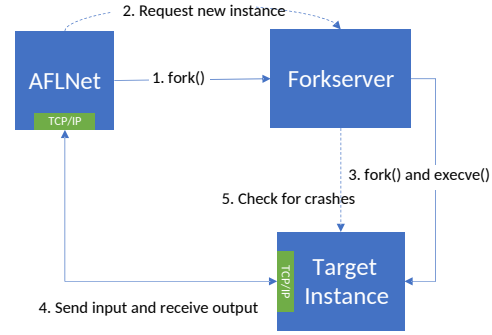 2. Request new instance
AFLNet
TCP/IP
1. fork()
Forkserver
3. fork() and execve()
5. Check for crashes
TCP/IP
Target
Instance
4. Send input and receive output